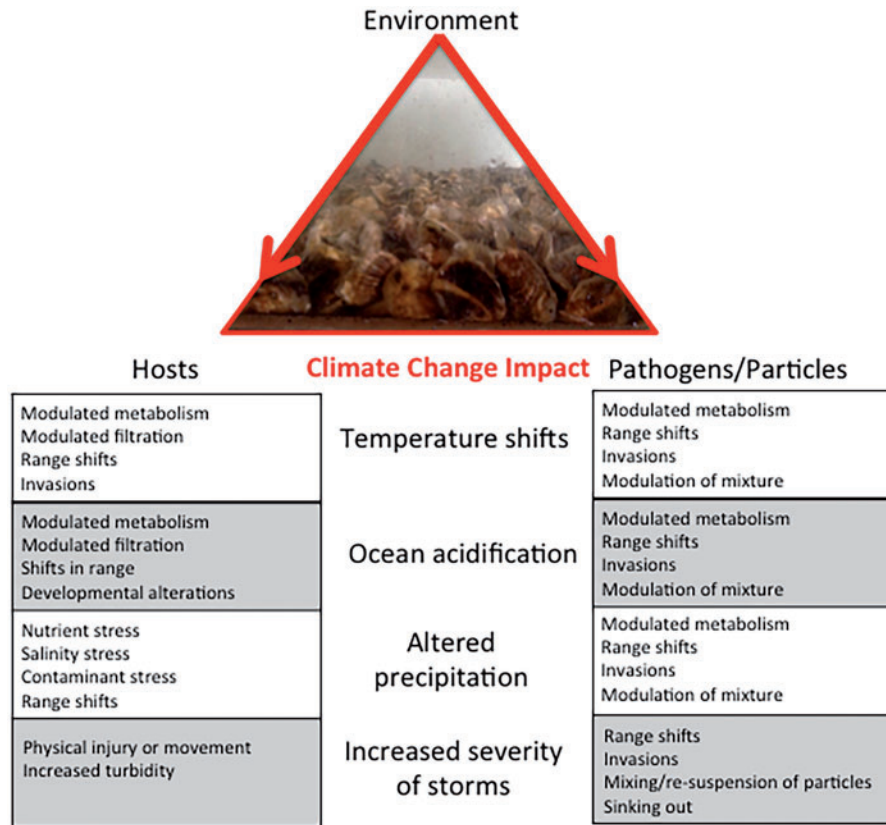 Environment
Hosts
Climate Change Impact
Pathogens/Particles
Modulated metabolism
Modulated filtration
Range shifts
Invasions
Temperature shifts
Modulated metabolism
Range shifts
Invasions
Modulation of mixture
Modulated metabolism
Modulated filtration
Shifts in range
Developmental alterations
Ocean acidification
Modulated metabolism
Range shifts
Invasions
Modulation of mixture
Nutrient stress
Salinity stress
Contaminant stress
Range shifts
Altered
precipitation
Modulated metabolism
Range shifts
Invasions
Modulation of mixture
Physical injury or movement
Increased turbidity
Increased severity
of storms
Range shifts
Invasions
Mixing/re-suspension of particles
Sinking out